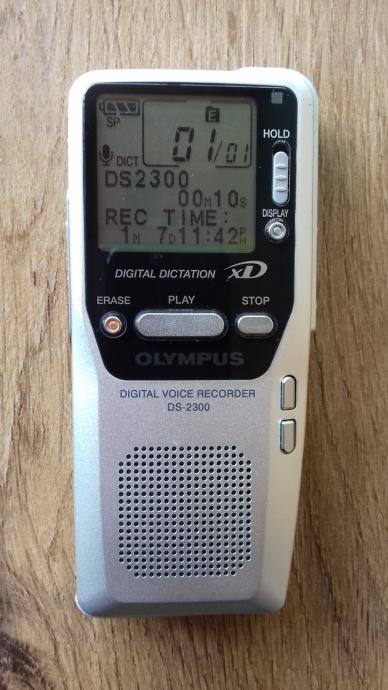 SP
E
01/01
DICT
DS2300
00M10S
REC TIME:
1M 7D11:42PM
HOLD
DISPLAY
DIGITAL DICTATION xD
ERASE PLAY STOP
OLYMPUS
DIGITAL VOICE RECORDER
DS-2300